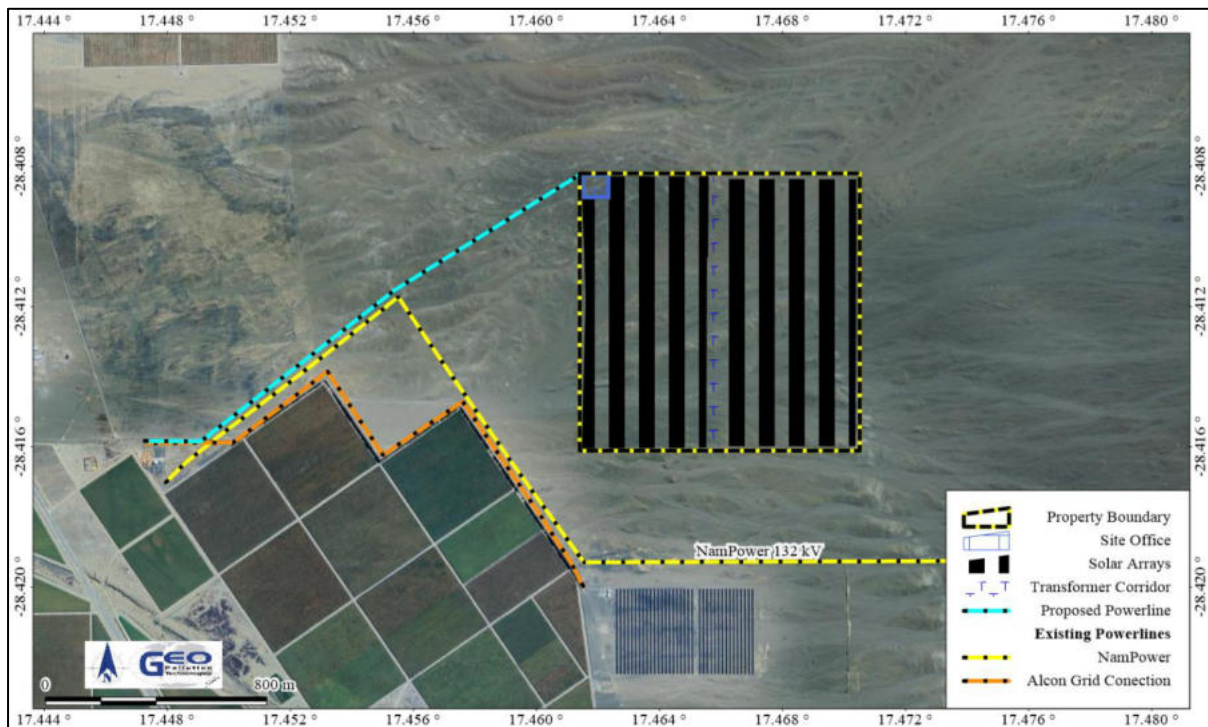 17.444 ° 17.448 ° 17.452 ° 17.456 ° 17.460 ° 17.464 ° 17.468 ° 17.472 ° 17.476 ° 17.480 °
-28.408 ° -28.408 °
-28.412 ° -28.412 °
-28.416 ° -28.416 °
-28.420 ° -28.420 °
NamPower 132 kV
Property Boundary
Site Office
Solar Arrays
Transformer Corridor
Proposed Powerline
Existing Powerlines
NamPower
Alcon Grid Conection
GEO
Pollution
Technologies
0 800 m
17.444 ° 17.448 ° 17.452 ° 17.456 ° 17.460 ° 17.464 ° 17.468 ° 17.472 ° 17.476 ° 17.480 °